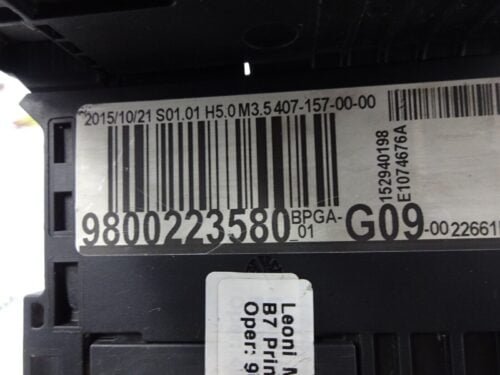 2015/10/21 S01.01 H5.0 M3.5 407-157-00-00
9800223580 BPGA-_01 G09-00 22661
152940198
E1074676A
Leoni
B7 Prin
Oper: 9